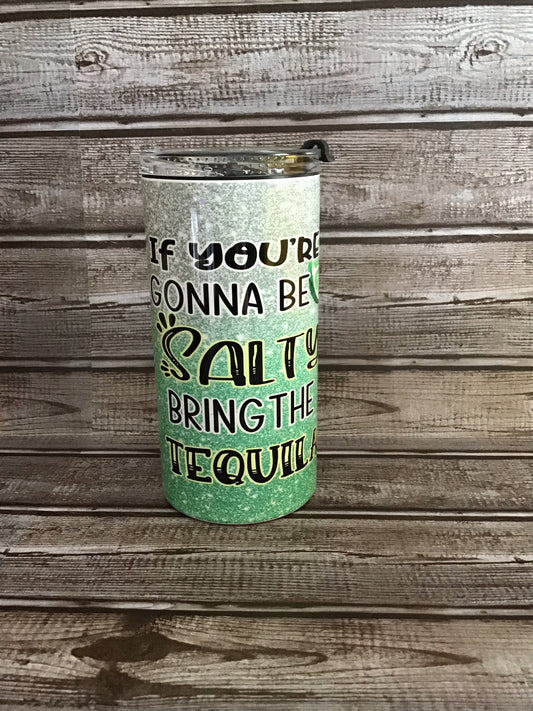 If YOU'RE
GONNA BE
SALTY
BRING THE
TEQUILA